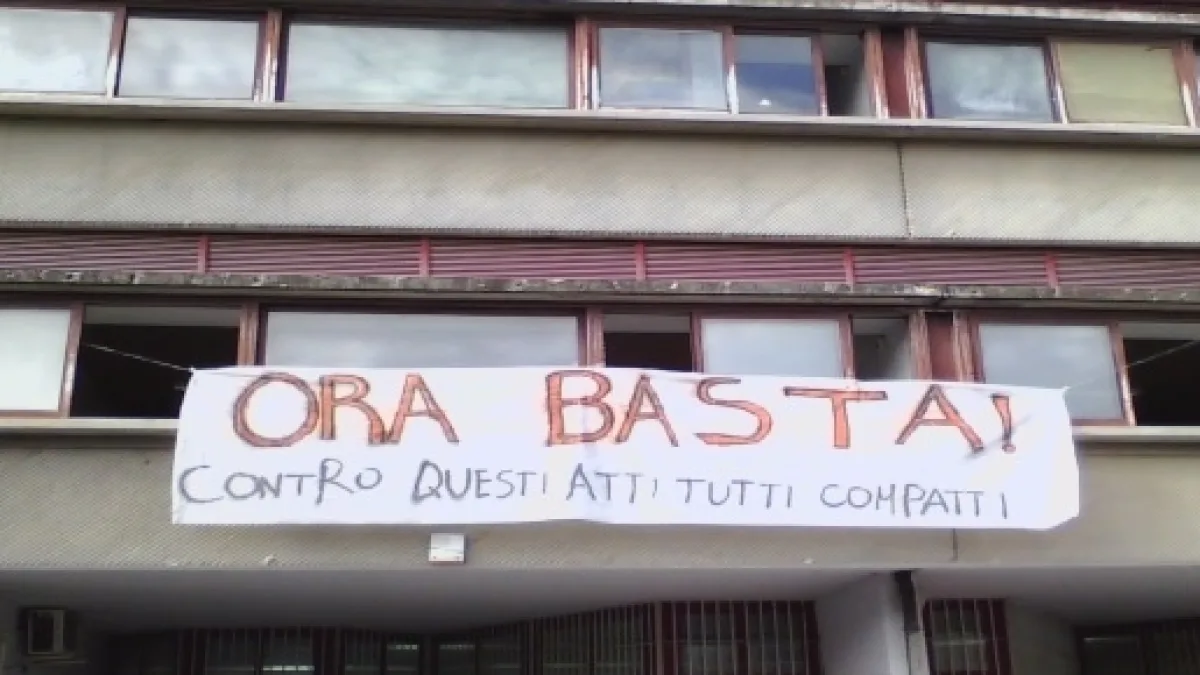 ORA BASTA!
CONTRO QUESTI ATTI TUTTI COMPATTI